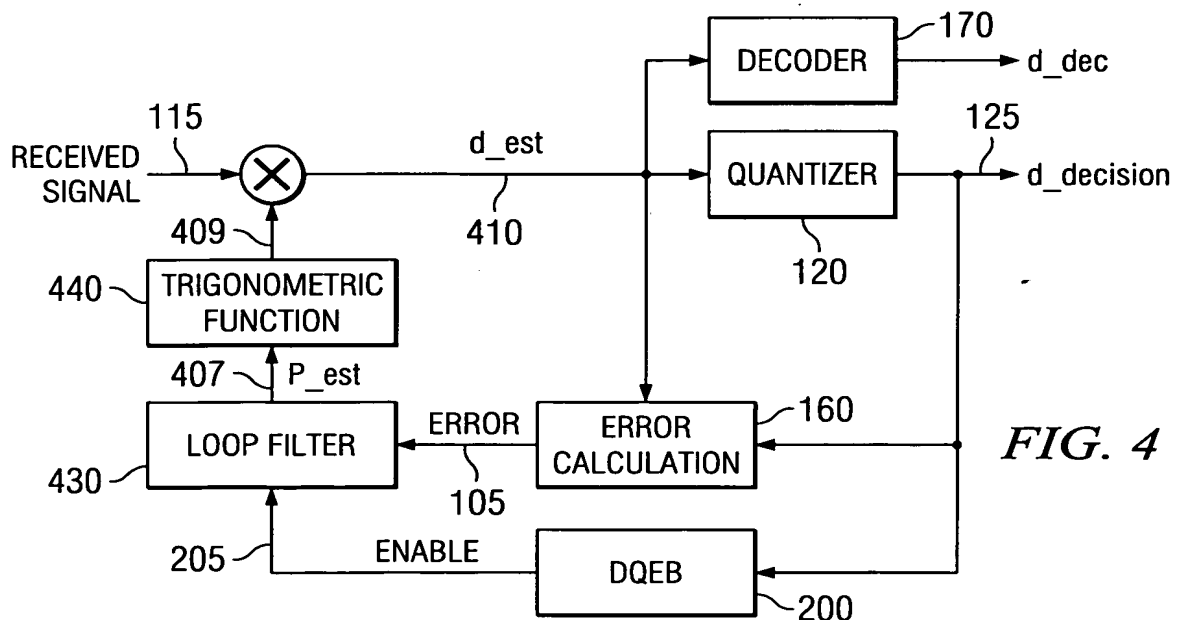 170
DECODER
d_dec
115
125
RECEIVED
SIGNAL
d_est
QUANTIZER
d_decision
409
410
120
440
TRIGONOMETRIC
FUNCTION
407
P_est
160
LOOP FILTER
ERROR
ERROR
CALCULATION
FIG. 4
430
105
205
ENABLE
DQEB
200